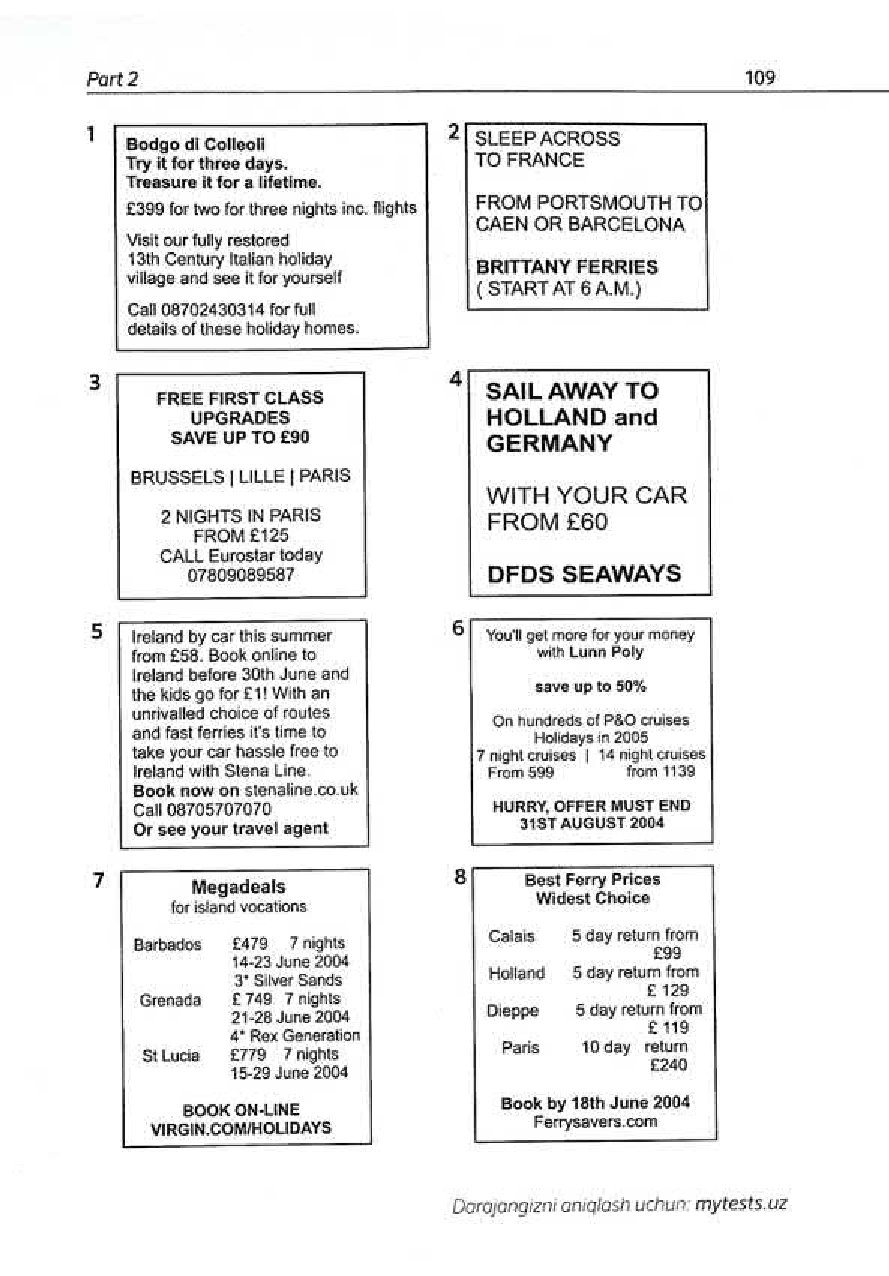 Part 2
109
1
Bodgo di Colleoli
Try it for three days.
Treasure it for a lifetime.
£399 for two for three nights inc. flights
Visit our fully restored
13th Century Italian holiday
village and see it for yourself
Call 08702430314 for full
details of these holiday homes.
2
SLEEP ACROSS
TO FRANCE
FROM PORTSMOUTH TO
CAEN OR BARCELONA
BRITTANY FERRIES
( START AT 6 A.M.)
3
FREE FIRST CLASS
UPGRADES
SAVE UP TO £90
BRUSSELS | LILLE | PARIS
2 NIGHTS IN PARIS
FROM £125
CALL Eurostar today
07809089587
4
SAIL AWAY TO
HOLLAND and
GERMANY
WITH YOUR CAR
FROM £60
DFDS SEAWAYS
5
Ireland by car this summer
from £58. Book online to
Ireland before 30th June and
the kids go for £1! With an
unrivalled choice of routes
and fast ferries it's time to
take your car hassle free to
Ireland with Stena Line.
Book now on stenaline.co.uk
Call 08705707070
Or see your travel agent
6
You'll get more for your money
with Lunn Poly
save up to 50%
On hundreds of P&O cruises
Holidays in 2005
7 night cruises | 14 night cruises
From 599 from 1139
HURRY, OFFER MUST END
31ST AUGUST 2004
7
Megadeals
for island vocations
Barbados £479 7 nights
14-23 June 2004
3* Silver Sands
Grenada £ 749 7 nights
21-28 June 2004
4* Rex Generation
St Lucia £779 7 nights
15-29 June 2004
BOOK ON-LINE
VIRGIN.COM/HOLIDAYS
8
Best Ferry Prices
Widest Choice
Calais 5 day return from
£99
Holland 5 day return from
£ 129
Dieppe 5 day return from
£ 119
Paris 10 day return
£240
Book by 18th June 2004
Ferrysavers.com
Darajangizni aniqlash uchun: mytests.uz